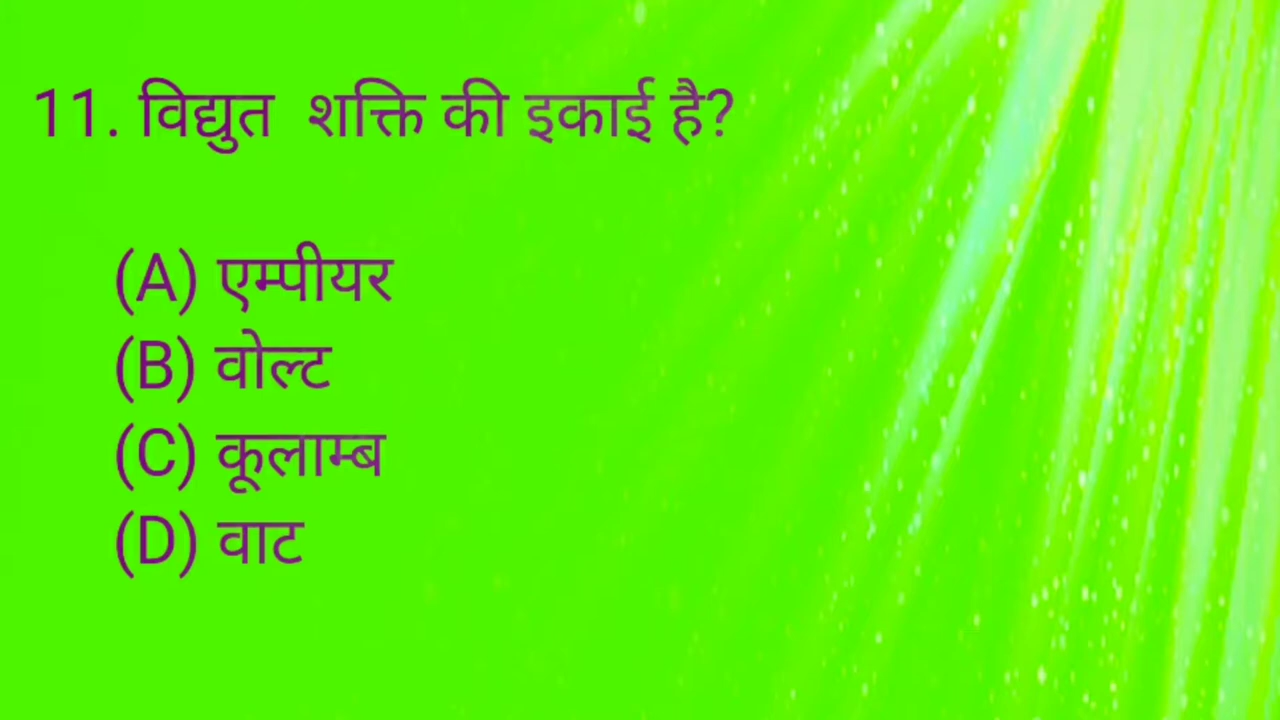 11. विद्युत शक्ति की इकाई है?
(A) एम्पीयर
(B) वोल्ट
(C) कूलाम्ब
(D) वाट